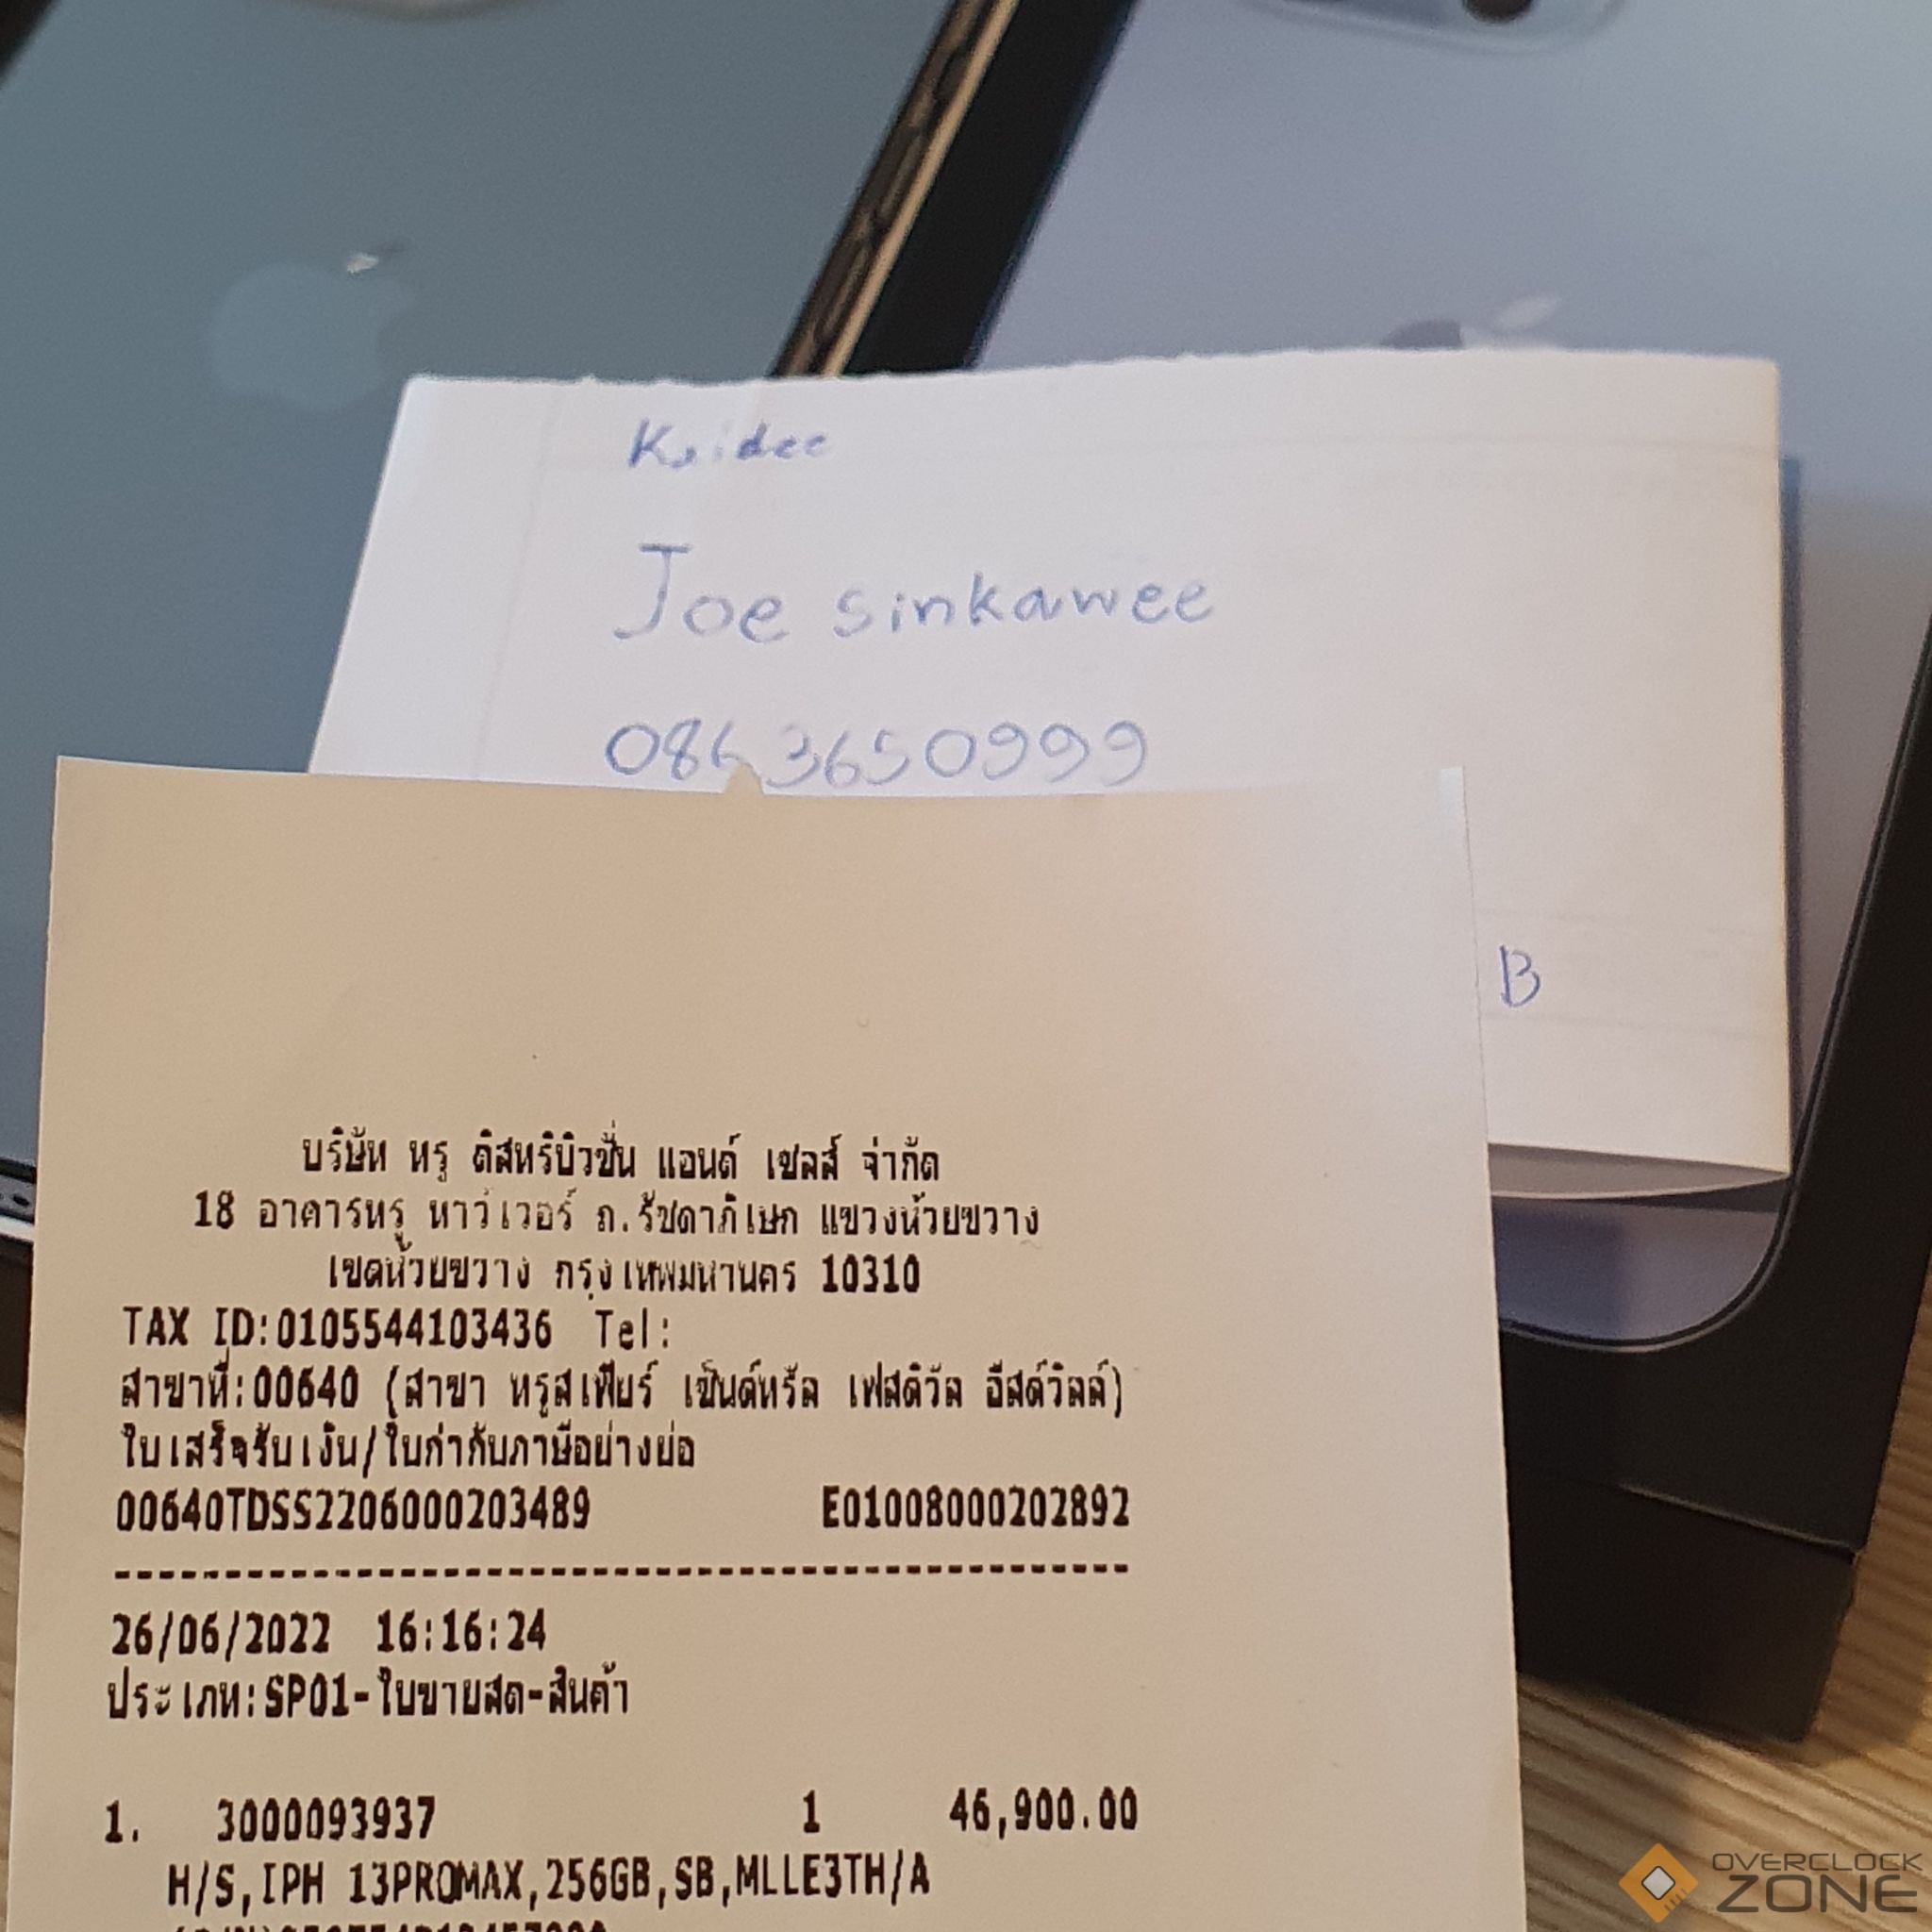 Kaidee
Joe sinkawee
086 3650999
B
บริษัท ทรู ดิสทริบิวชั่น แอนด์ เซลส์ จำกัด
18 อาคารทรู ทาวเวอร์ ถ.รัชดาภิเษก แขวงห้วยขวาง
เขตห้วยขวาง กรุงเทพมหานคร 10310
TAX ID:0105544103436 Tel:
สาขาที่:00640 (สาขา ทรูสเฟียร์ เซ็นต์ทรัล เฟสติวัล อีสต์วิลล์)
ใบเสร็จรับเงิน/ใบกำกับภาษีอย่างย่อ
00640TDSS2206000203489 E01008000202892
26/06/2022 16:16:24
ประเภท:SP01-ใบขายสด-สินค้า
1. 3000093937 1 46,900.00
H/S,IPH 13PROMAX,256GB,SB,MLLE3TH/A
OVERCLOCK
ZONE